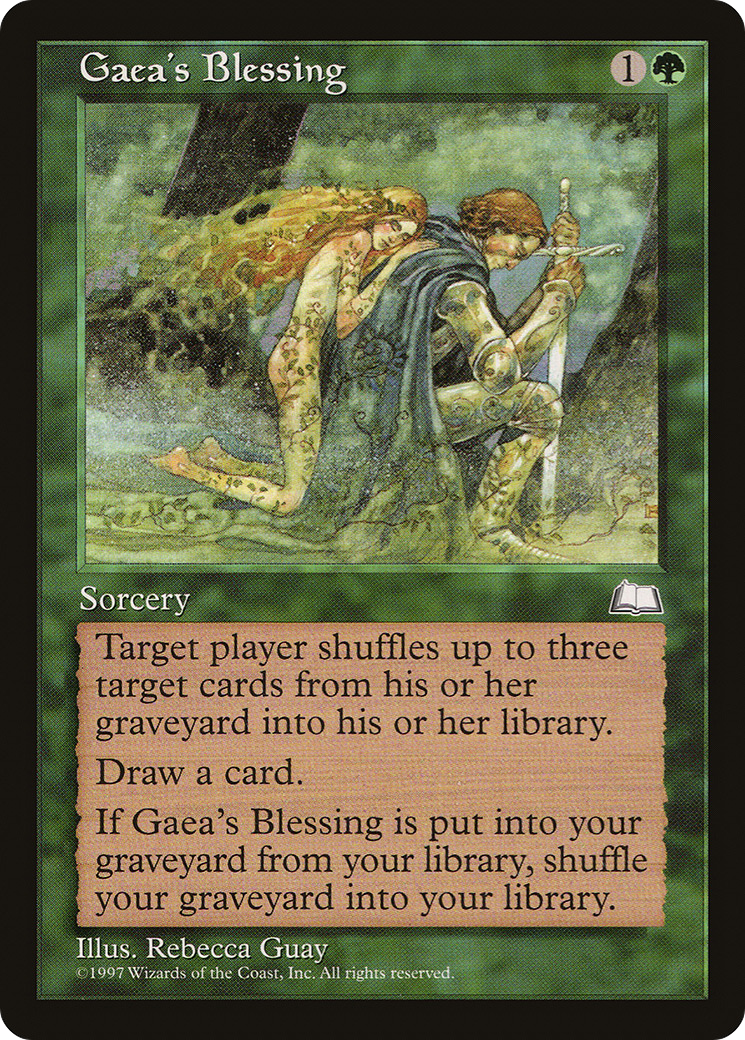 Gaea's Blessing
1
Sorcery
Target player shuffles up to three
target cards from his or her
graveyard into his or her library.
Draw a card.
If Gaea's Blessing is put into your
graveyard from your library, shuffle
your graveyard into your library.
Illus. Rebecca Guay
©1997 Wizards of the Coast, Inc. All rights reserved.